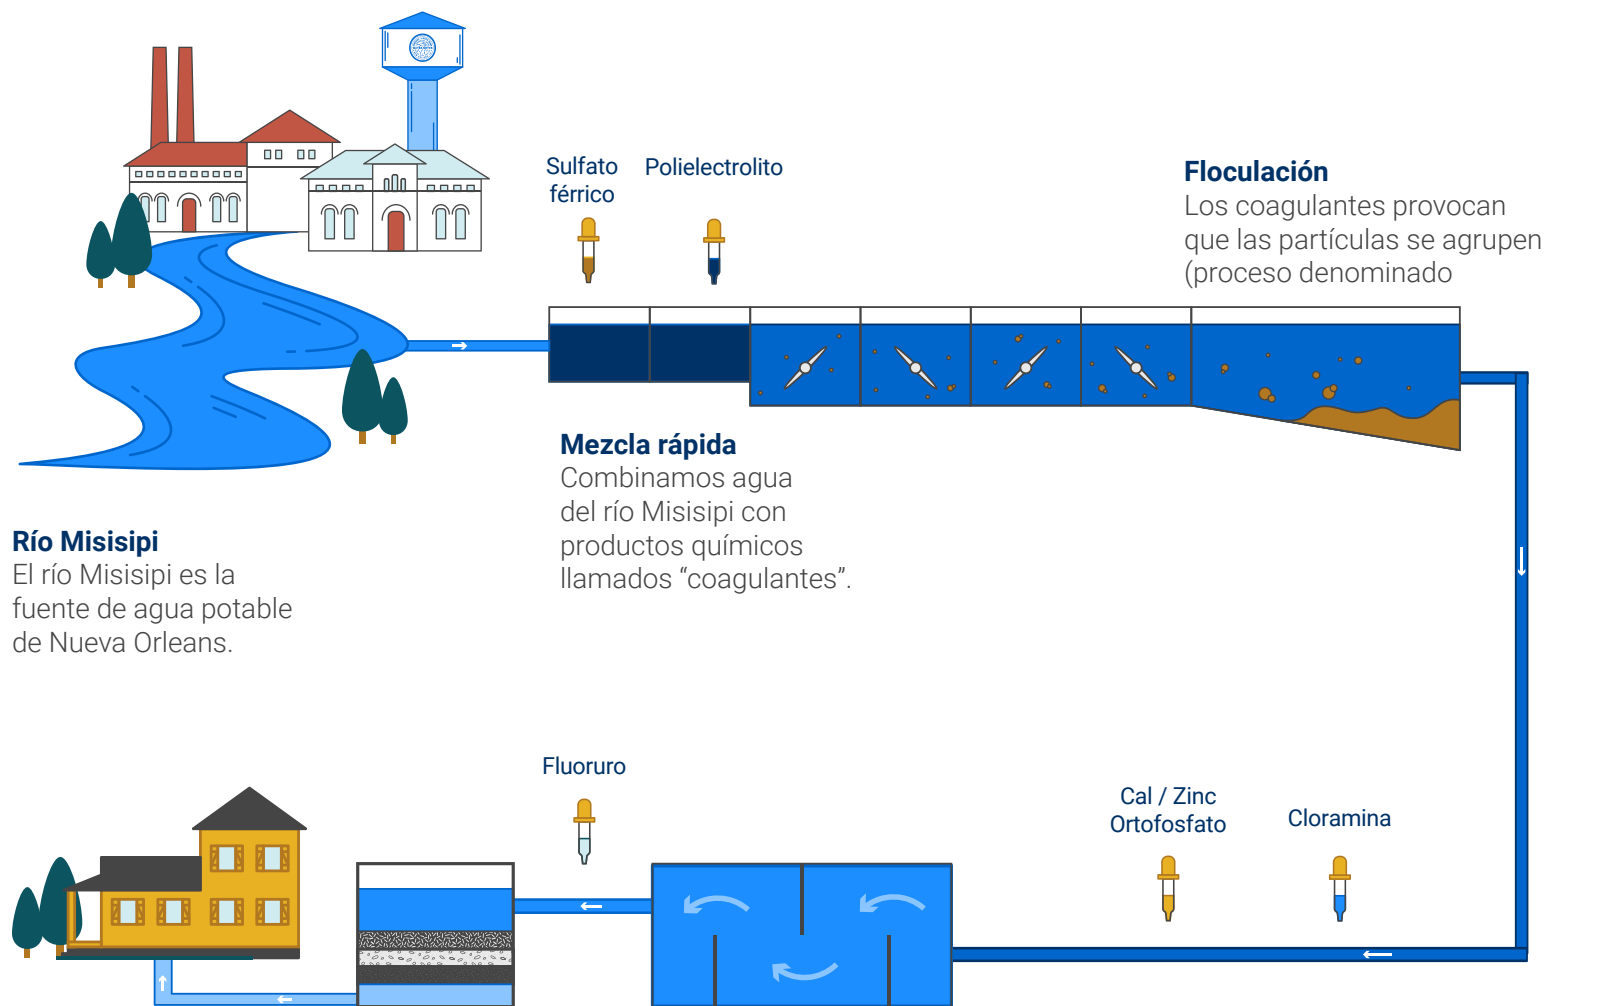 Sulfato
férrico
Polielectrolito
Floculación
Los coagulantes provocan
que las partículas se agrupen
(proceso denominado
Mezcla rápida
Combinamos agua
del río Misisipi con
productos químicos
llamados “coagulantes”.
Río Misisipi
El río Misisipi es la
fuente de agua potable
de Nueva Orleans.
Fluoruro
Cal / Zinc
Ortofosfato
Cloramina